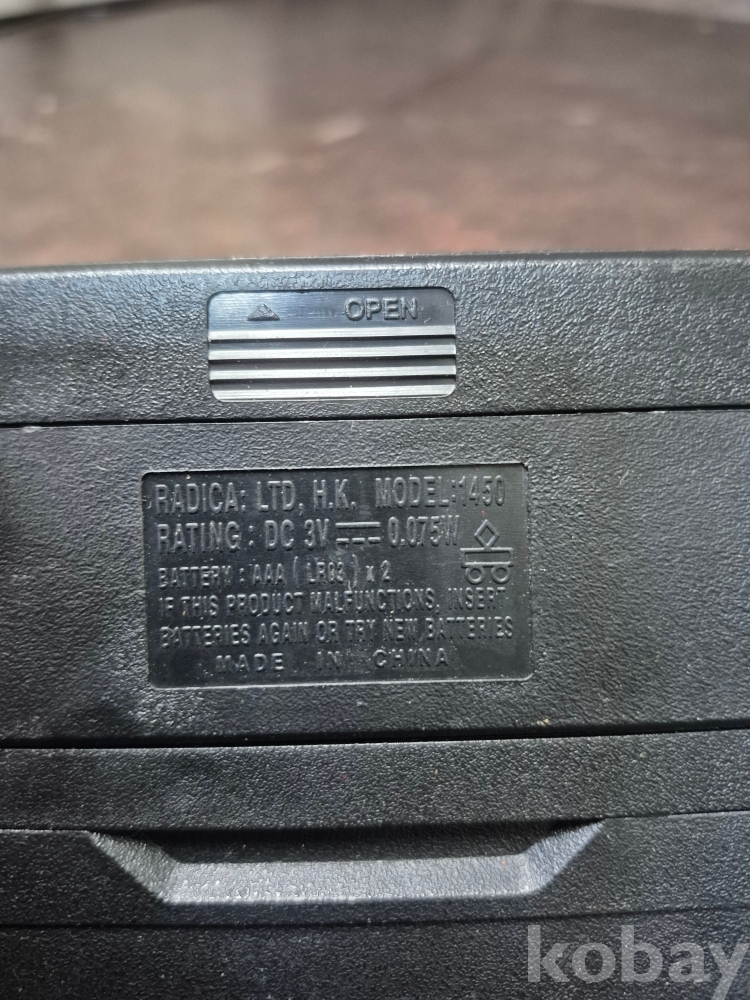 OPEN
RADICA: LTD, H.K. MODEL:1450
RATING : DC 3V 0.075W
BATTERY : AAA ( LR03 ) x 2
IF THIS PRODUCT MALFUNCTIONS, INSERT
BATTERIES AGAIN OR TRY NEW BATTERIES
MADE IN CHINA
kobay